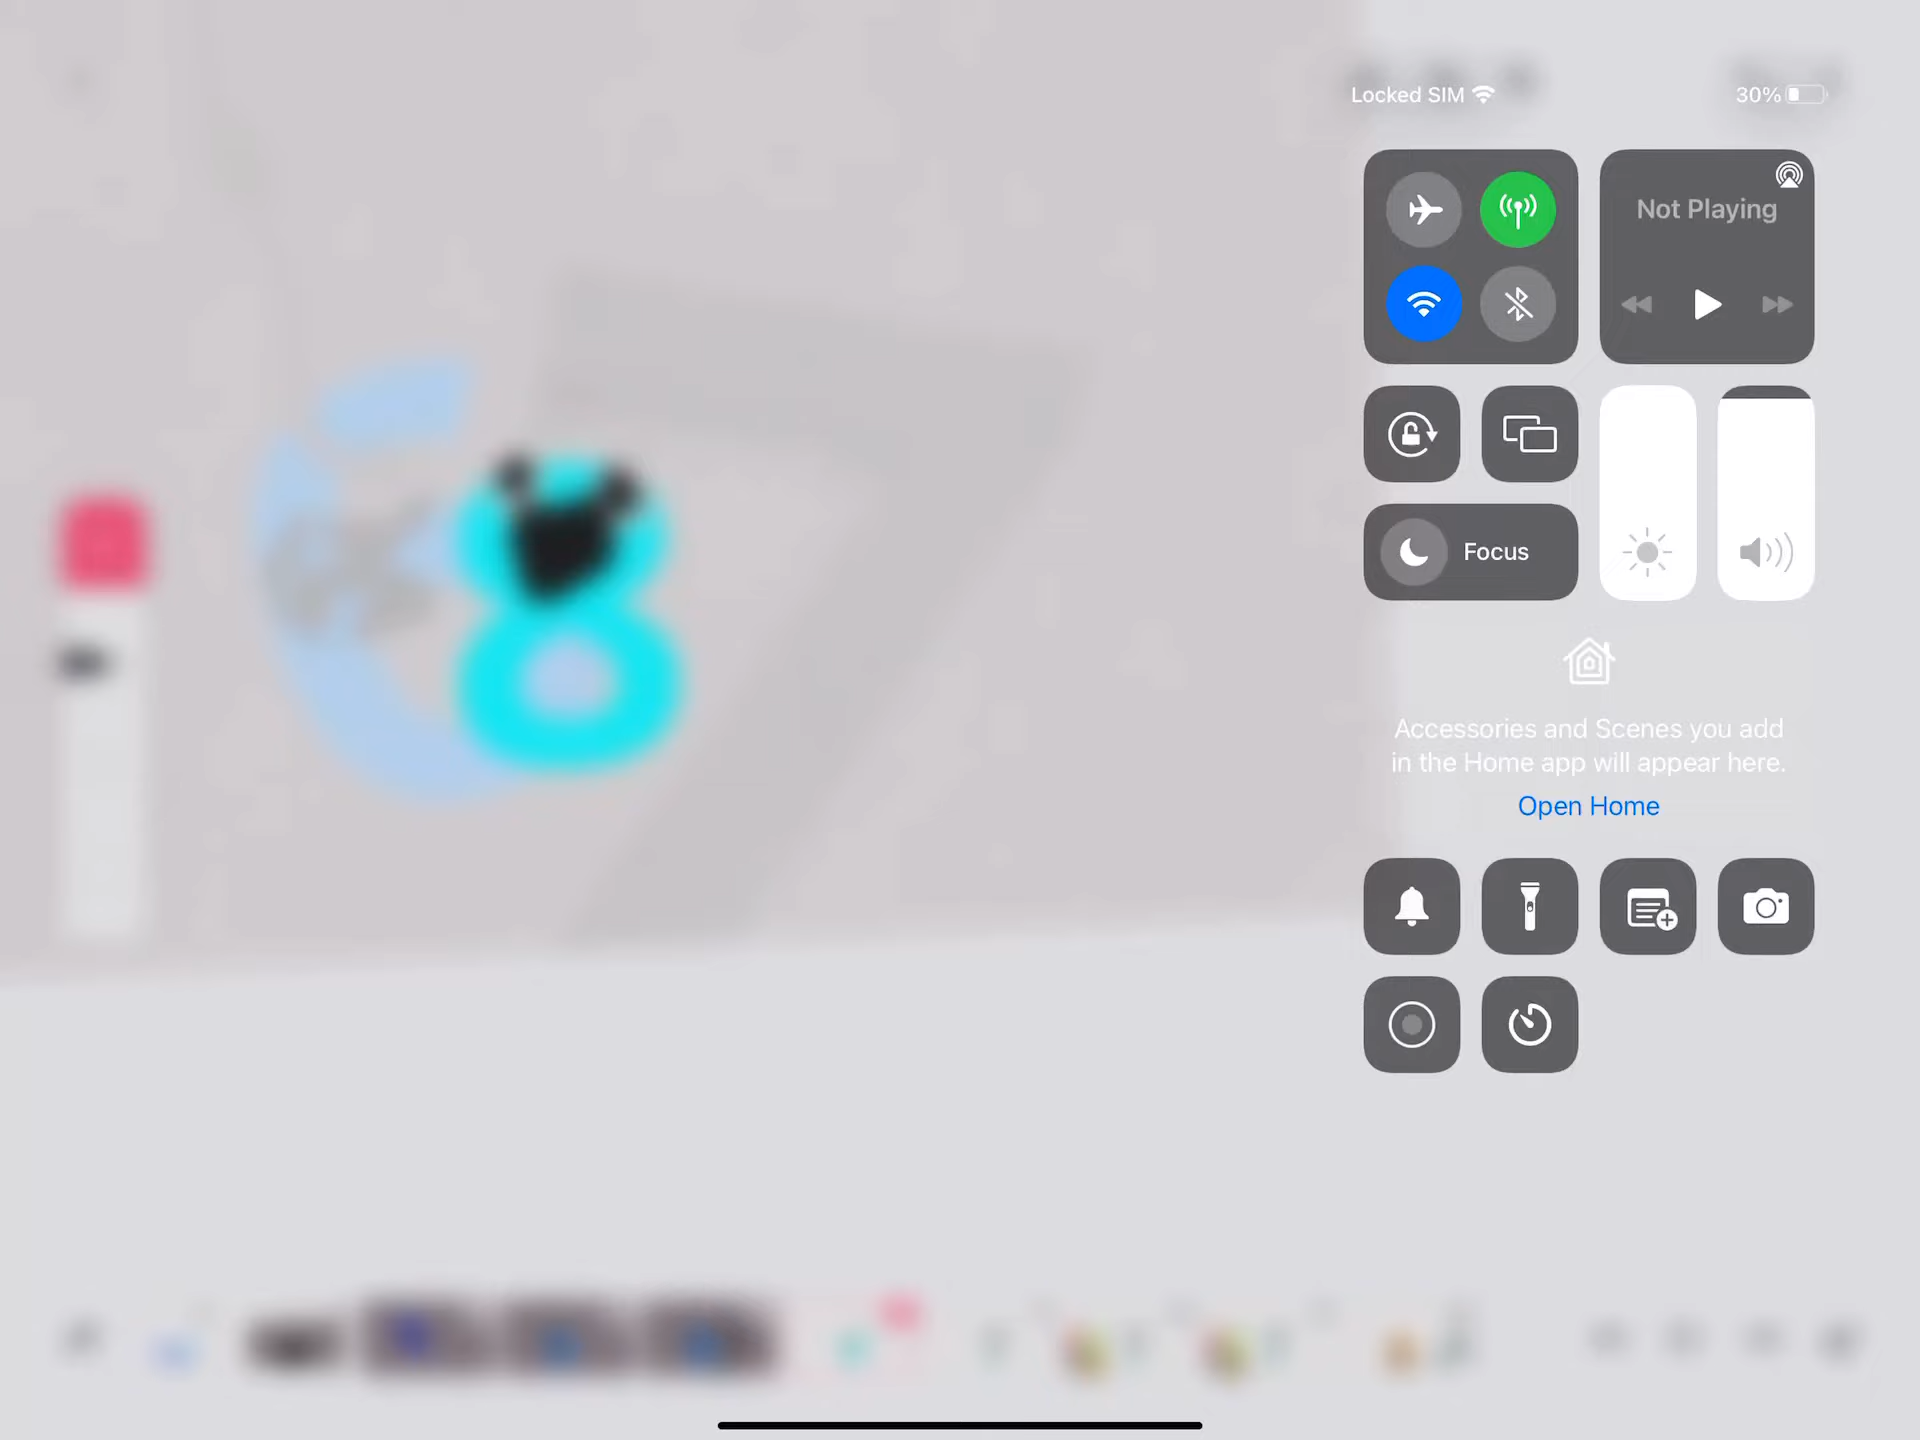 Locked SIM
30%
Not Playing
Focus
Accessories and Scenes you add
in the Home app will appear here.
Open Home
8